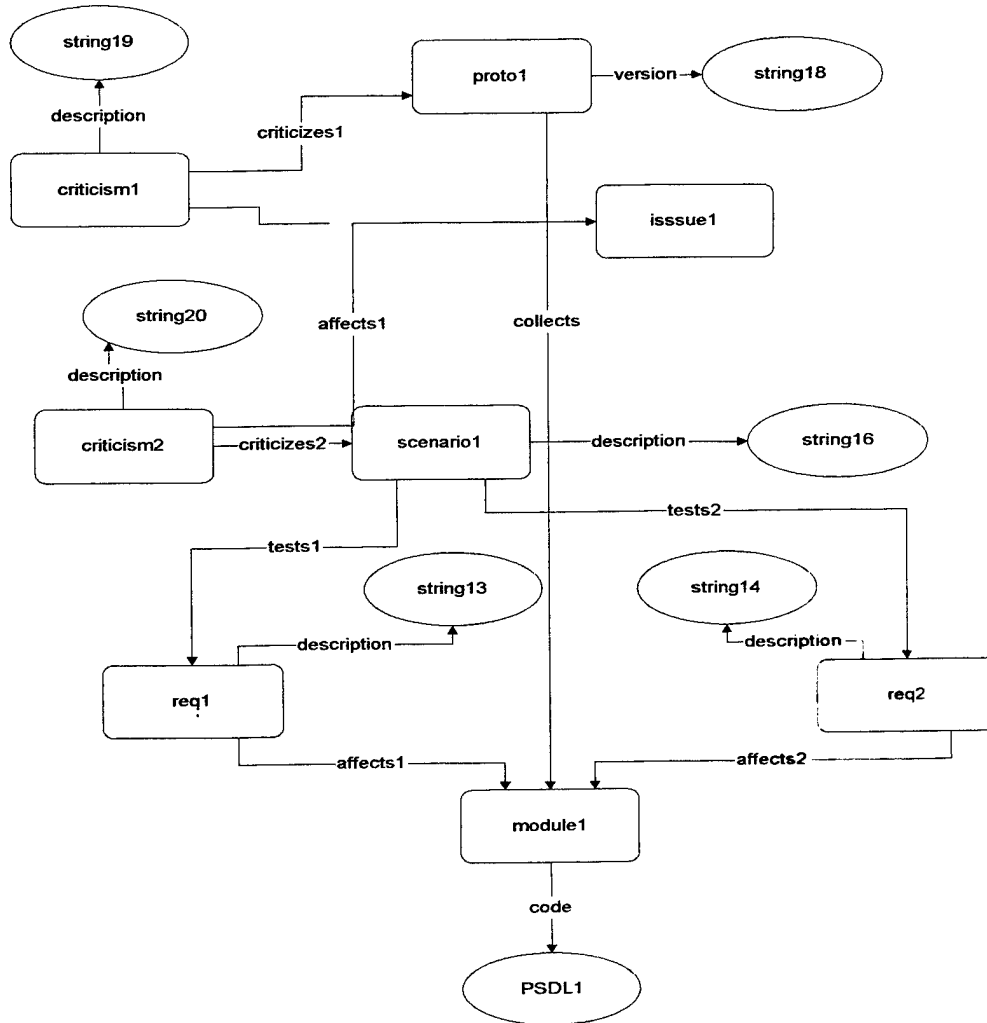 string19
proto1
version
string18
description
criticizes1
criticism1
isssue1
string20
affects1
collects
description
criticism2
criticizes2
scenario1
description
string16
tests2
tests1
string13
string14
description
description
req1
req2
affects1
affects2
module1
code
PSDL1